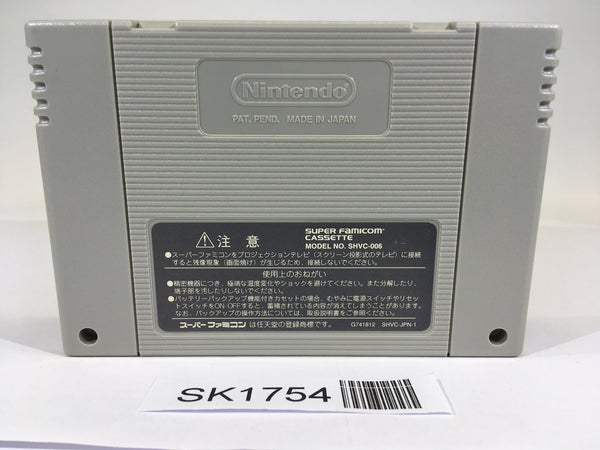 Nintendo
PAT. PEND. MADE IN JAPAN
⚠注 意
SUPER FAMICOM
CASSETTE
MODEL NO. SHVC-006
●スーパーファミコンをプロジェクションテレビ(スクリーン投影式のテレビ)に接続
すると残像現象(画面焼け)が生じるため、接続しないでください。
使用上のおねがい
●精密機器につき、極端な温度変化やショックを避けてください。また分解したり、
端子部を汚したりしないでください。
●バッテリーバックアップ機能付きカセットの場合、むやみに電源スイッチやリセッ
トスイッチをON・OFFすると、蓄積されている内容が消えてしまうことがあります。
なお、バックアップの操作方法については、取扱説明書をご参照ください。
スーパーファミコン は任天堂の登録商標です。 G741812 SHVC-JPN-1
SK1754